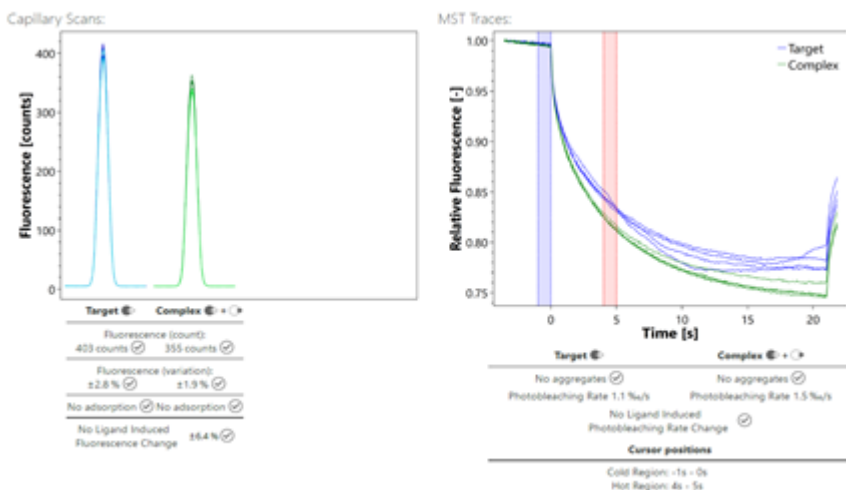 Capillary Scans:
Fluorescence [counts]
400
300
200
100
0
Target Complex +
Fluorescence (count):
403 counts 355 counts
Fluorescence (variation):
±2.8 % ±1.9 %
No adsorption No adsorption
No Ligand Induced
Fluorescence Change ±6.4 %
MST Traces:
Relative Fluorescence [-]
1.00
0.95
0.90
0.85
0.80
0.75
Target
Complex
0 5 10 15 20
Time [s]
Target Complex +
No aggregates No aggregates
Photobleaching Rate 1.1 ‰/s Photobleaching Rate 1.5 ‰/s
No Ligand Induced
Photobleaching Rate Change
Cursor positions
Cold Region: -1s - 0s
Hot Region: 4s - 5s